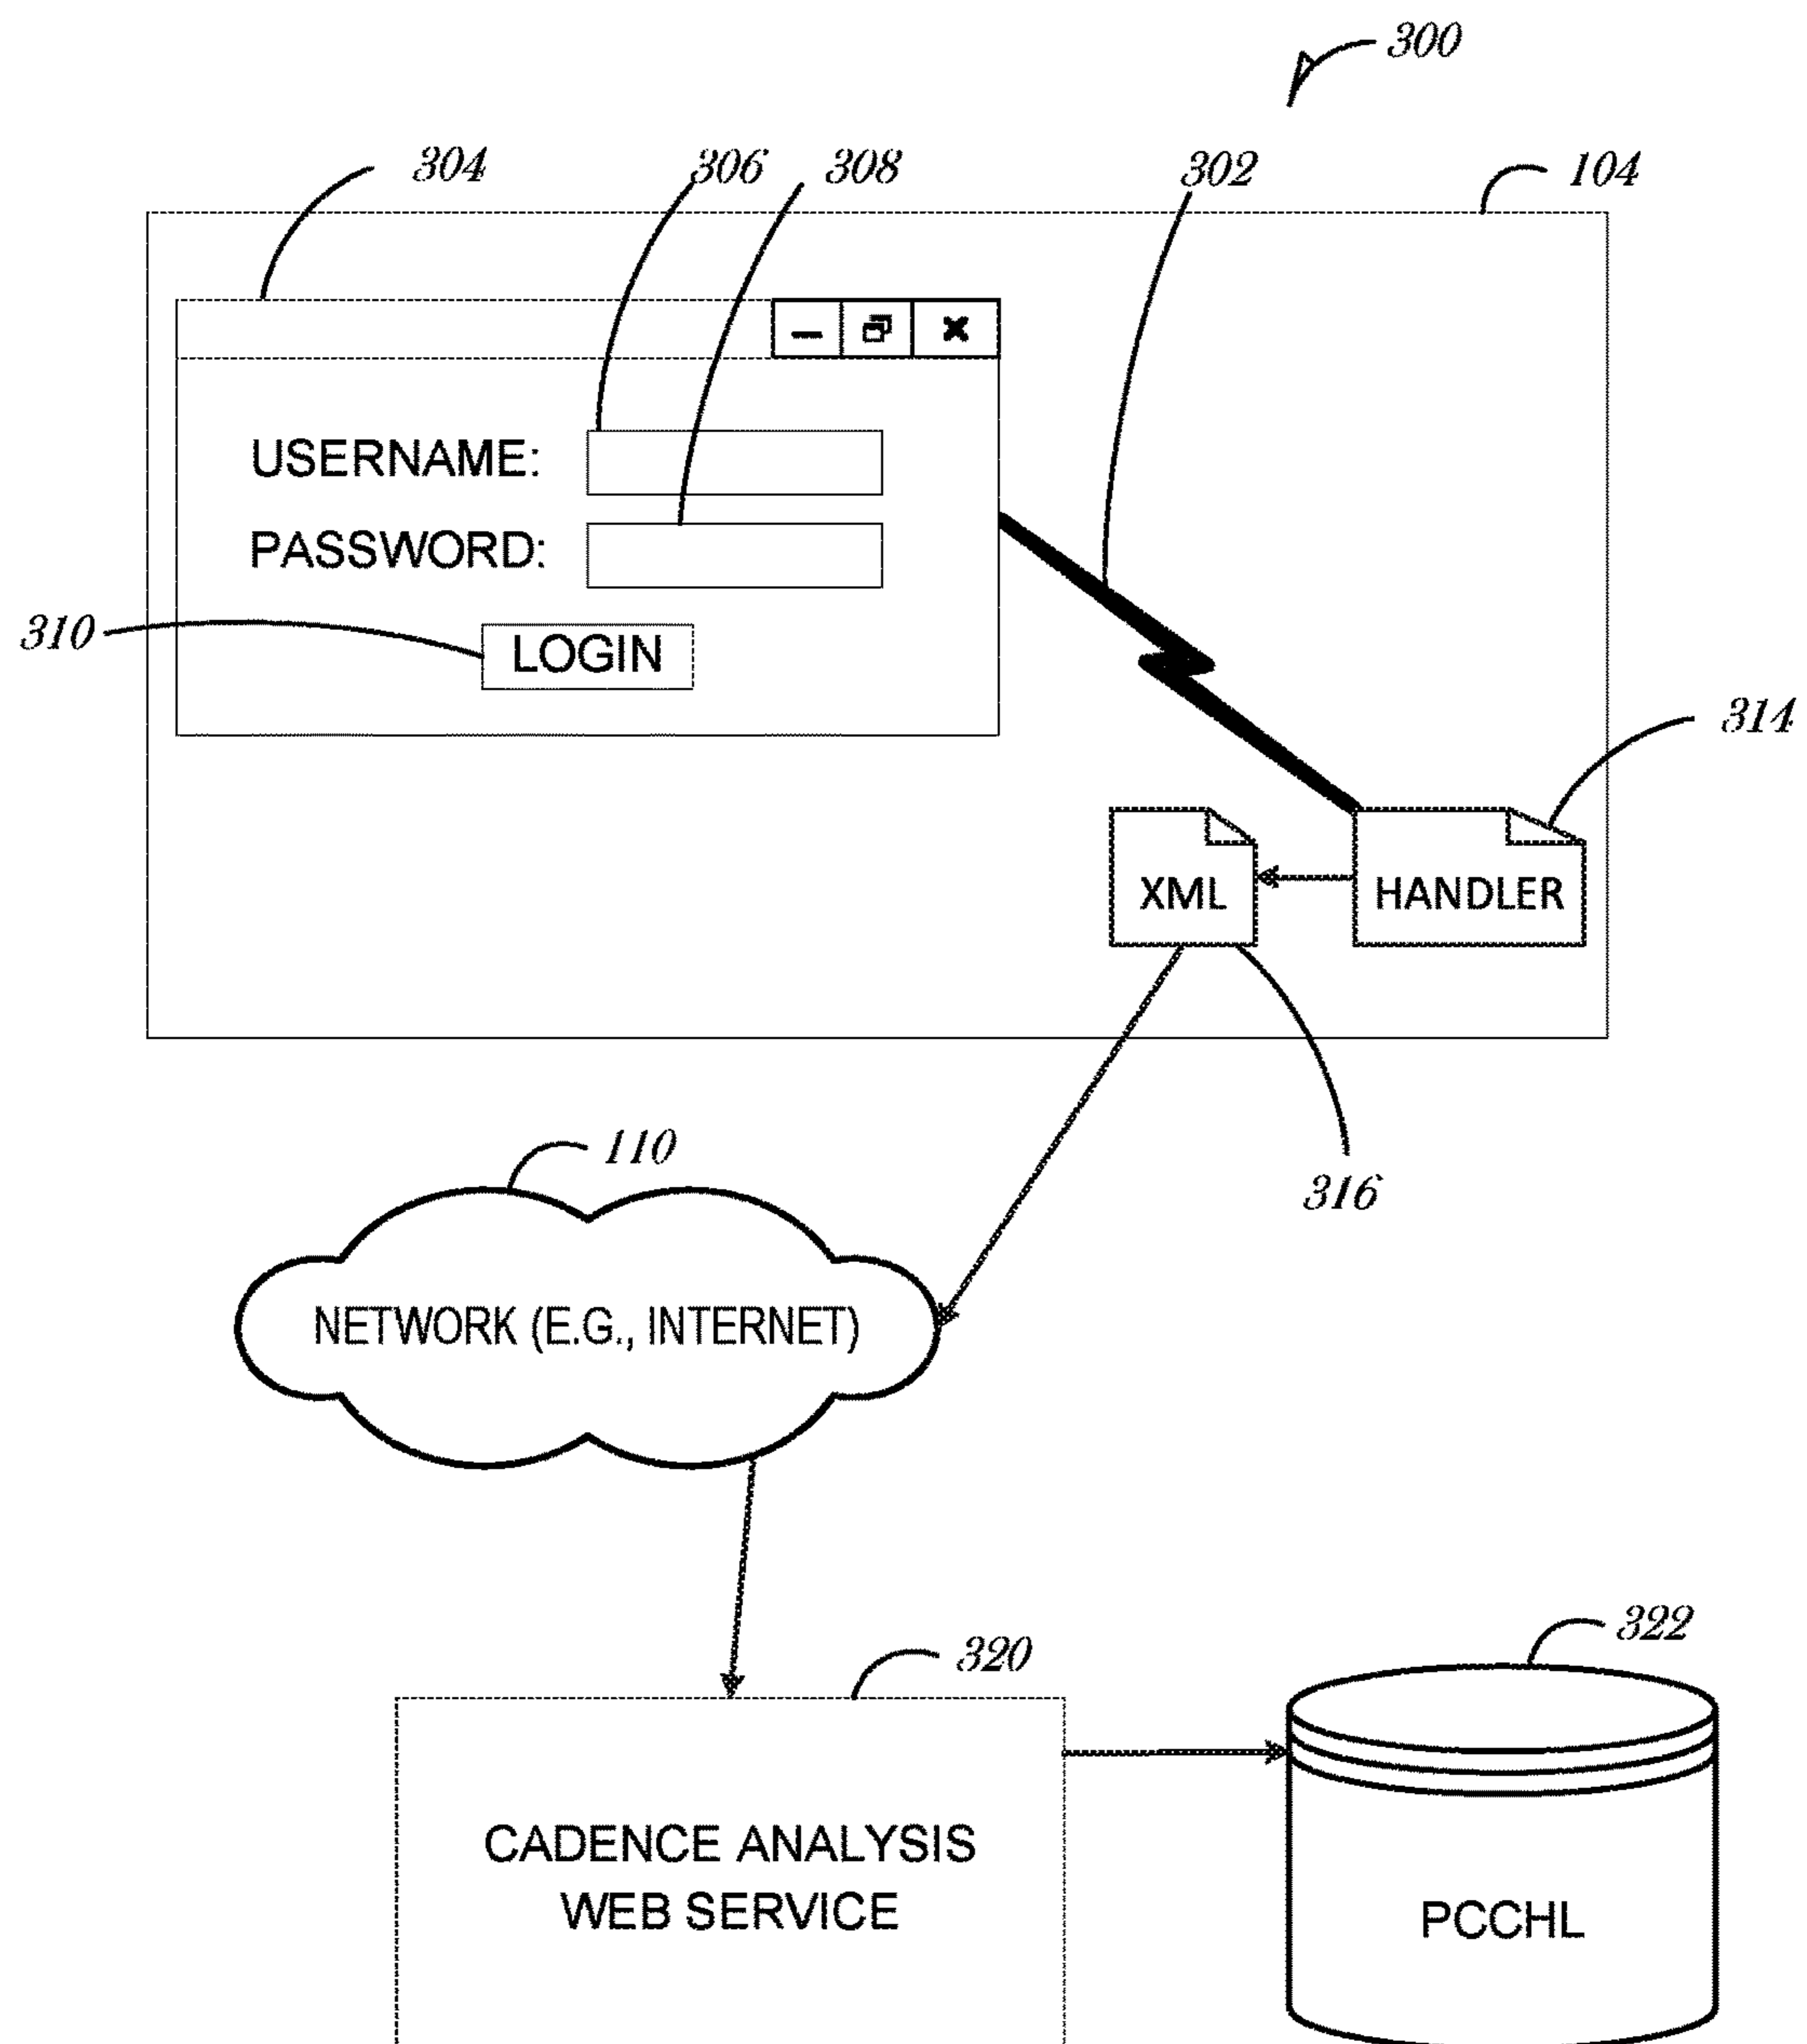 300
304
306
308
302
104
USERNAME:
PASSWORD:
310
LOGIN
314
XML
HANDLER
316
110
NETWORK (E.G., INTERNET)
320
322
CADENCE ANALYSIS
WEB SERVICE
PCCHL